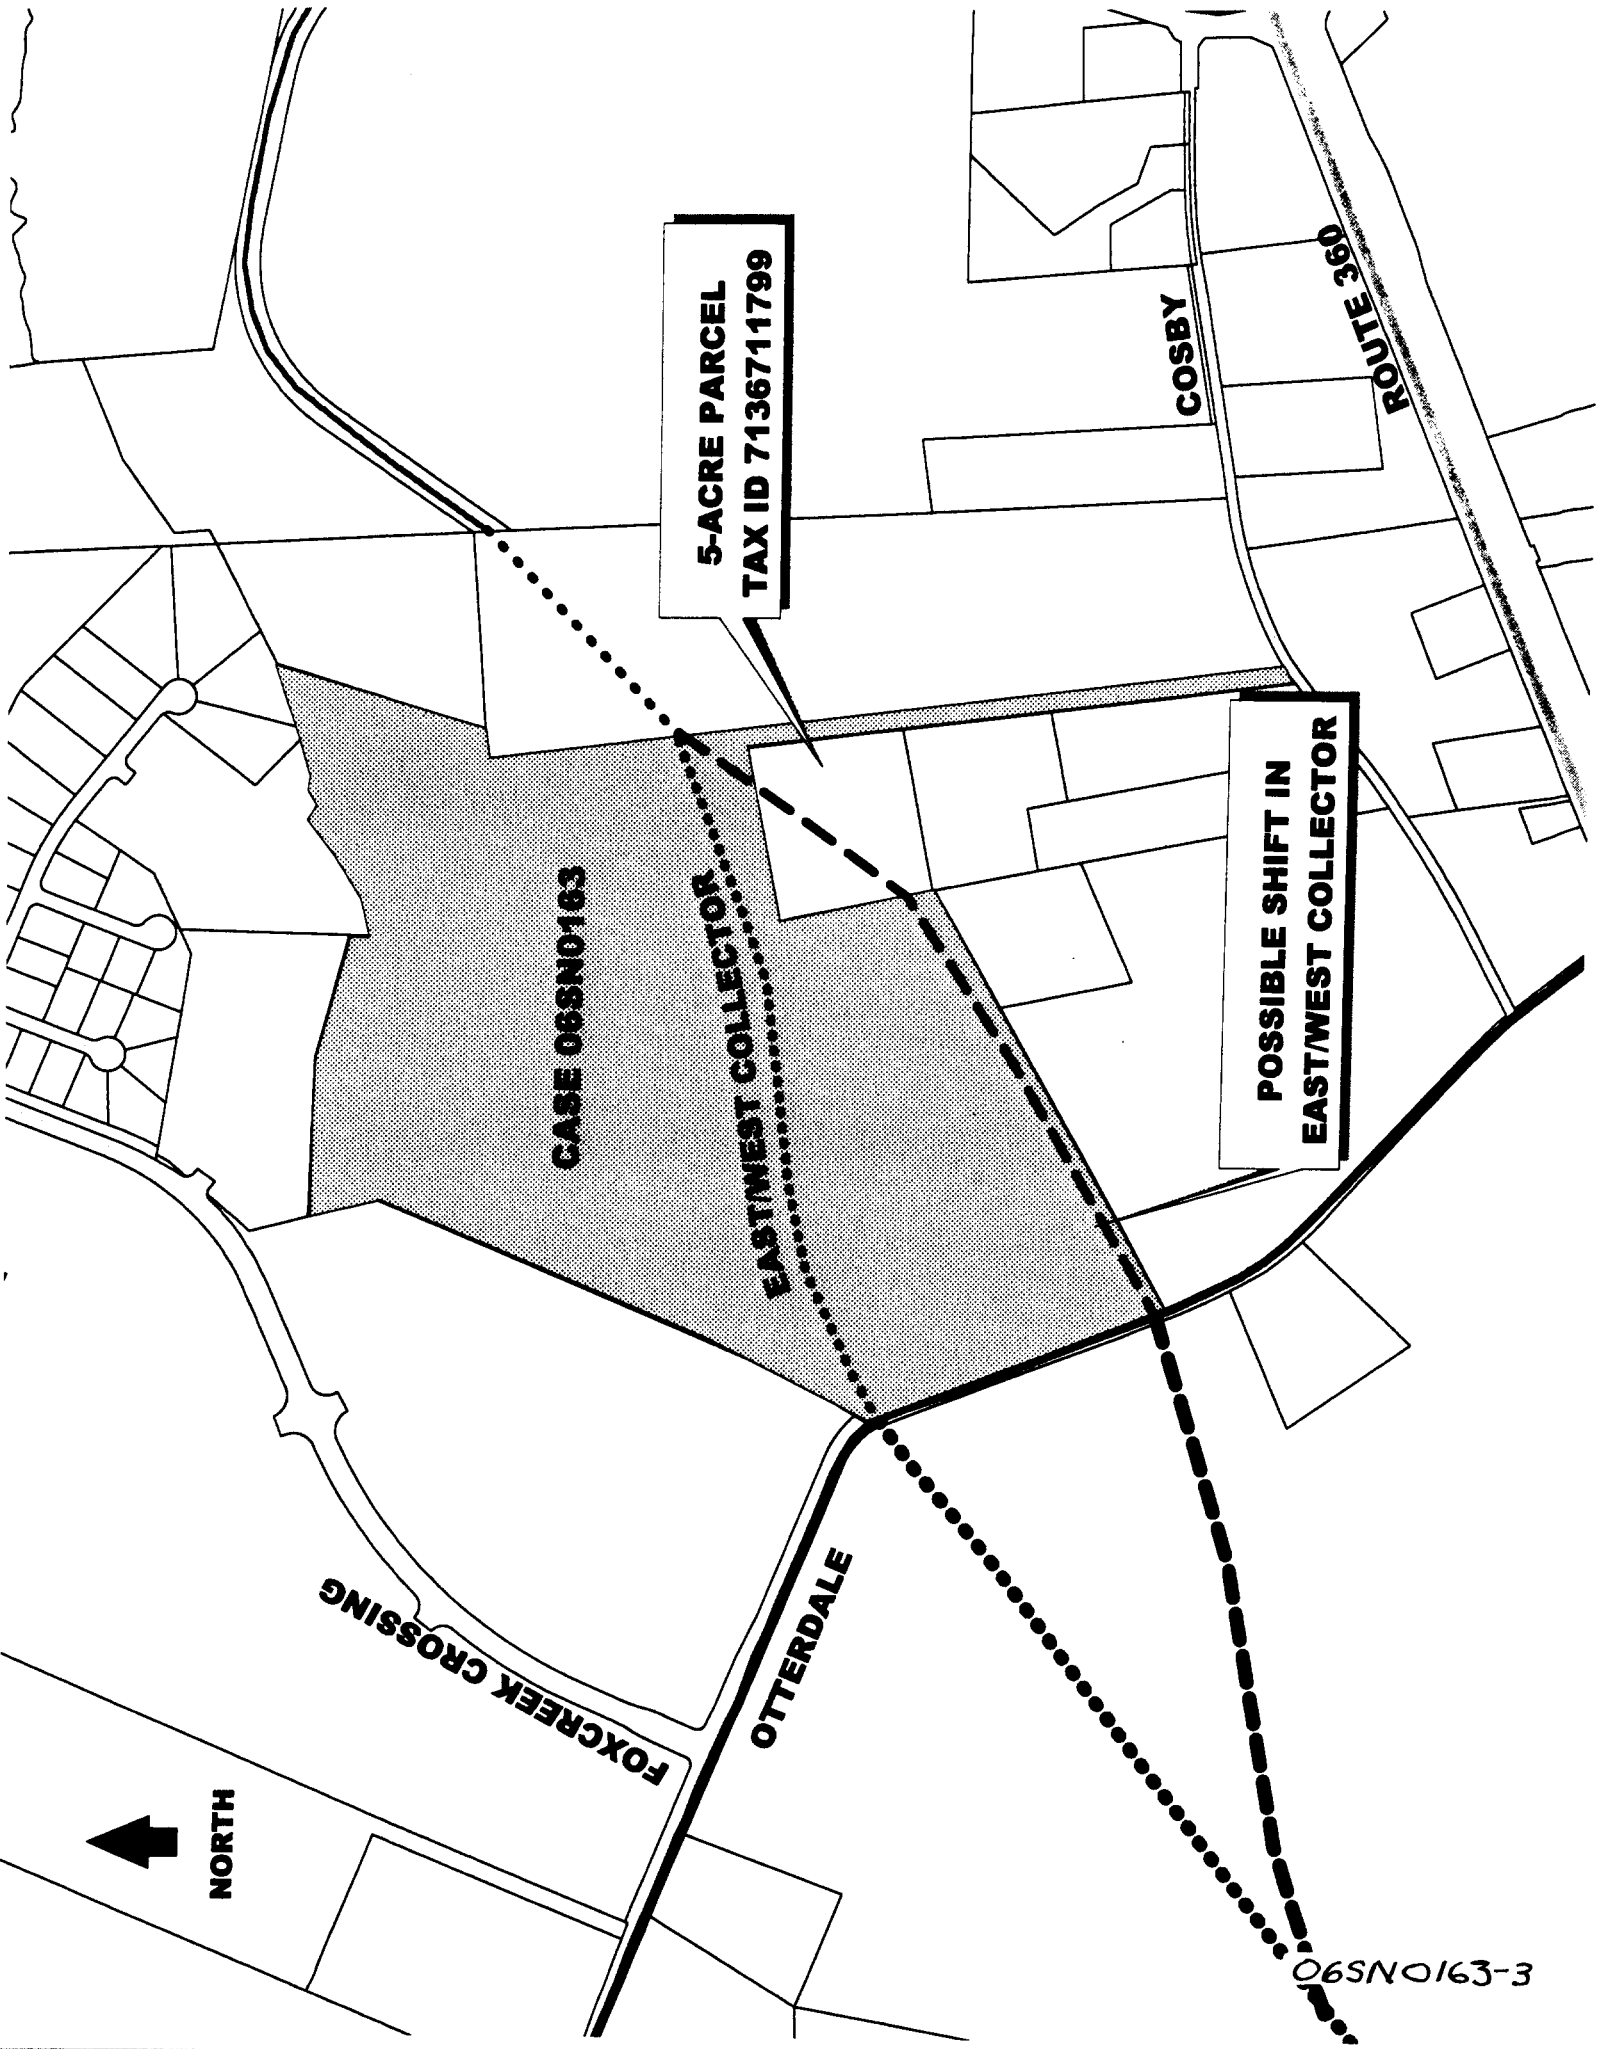 NORTH
FOXCREEK CROSSING
OTTERDALE
CASE 06SN0163
EAST/WEST COLLECTOR
5-ACRE PARCEL
TAX ID 7136711799
COSBY
ROUTE 360
POSSIBLE SHIFT IN
EAST/WEST COLLECTOR
06SN0163-3